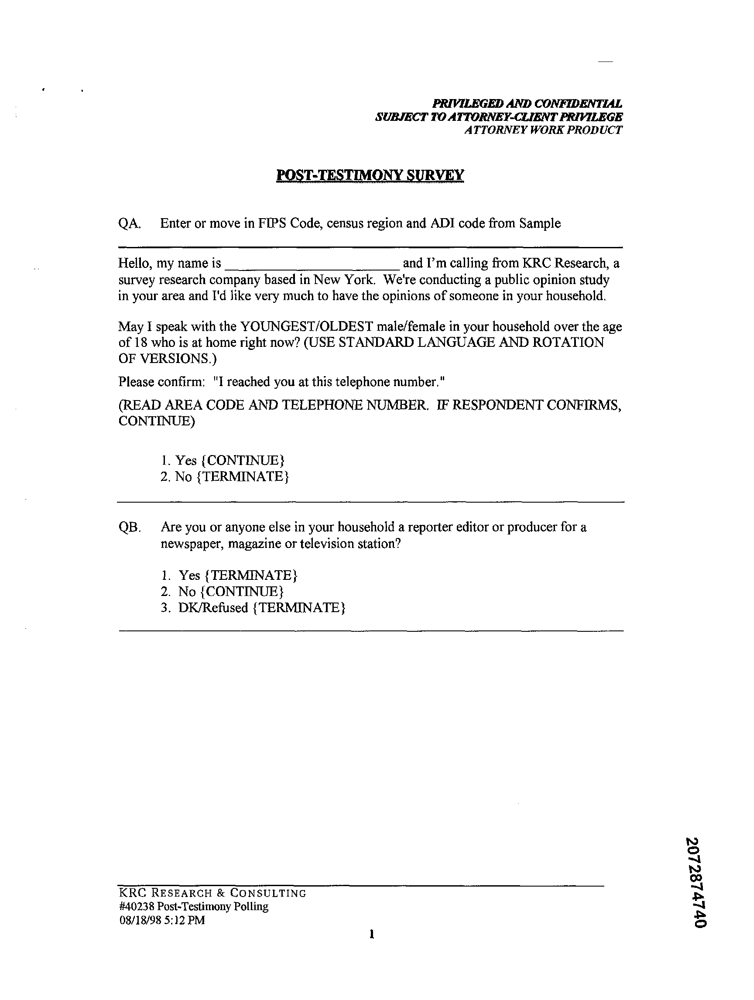 PRIVILEGED AND CONFIDENTIAL
SUBJECT TO ATTORNEY-CLIENT PRIVILEGE
ATTORNEY WORK PRODUCT
POST-TESTIMONY SURVEY
QA. Enter or move in FIPS Code, census region and ADI code from Sample
Hello, my name is __________________________ and I'm calling from KRC Research, a
survey research company based in New York. We're conducting a public opinion study
in your area and I'd like very much to have the opinions of someone in your household.
May I speak with the YOUNGEST/OLDEST male/female in your household over the age
of 18 who is at home right now? (USE STANDARD LANGUAGE AND ROTATION
OF VERSIONS.)
Please confirm: "I reached you at this telephone number."
(READ AREA CODE AND TELEPHONE NUMBER. IF RESPONDENT CONFIRMS,
CONTINUE)
1. Yes {CONTINUE}
2. No {TERMINATE}
QB. Are you or anyone else in your household a reporter editor or producer for a
newspaper, magazine or television station?
1. Yes {TERMINATE}
2. No {CONTINUE}
3. DK/Refused {TERMINATE}
KRC RESEARCH & CONSULTING
#40238 Post-Testimony Polling
08/18/98 5:12 PM
1
2072874740